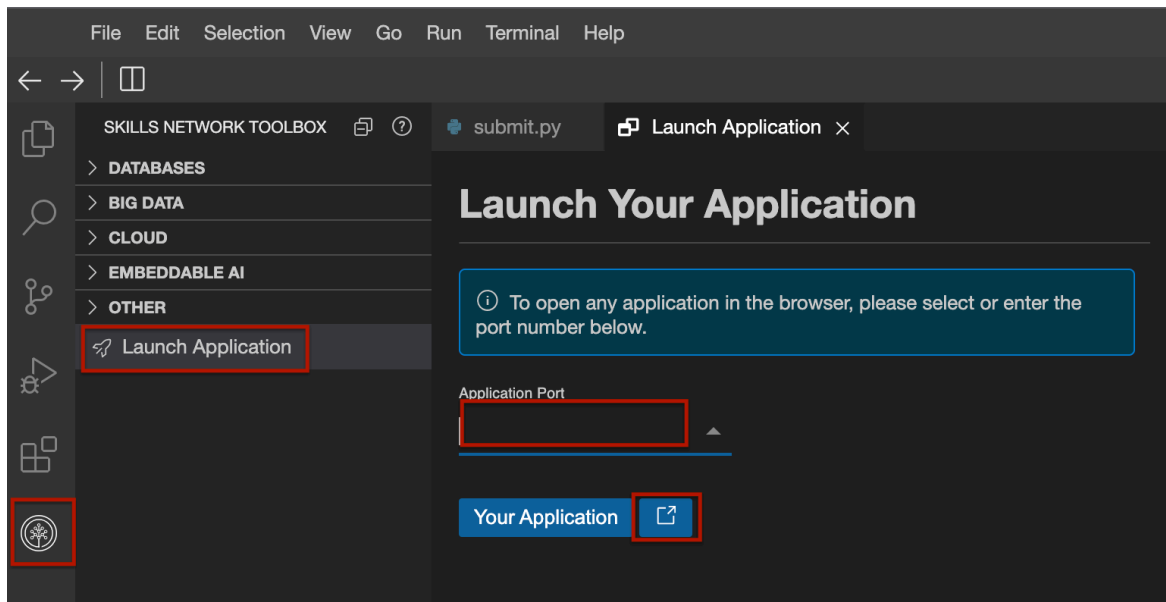 File Edit Selection View Go Run Terminal Help
SKILLS NETWORK TOOLBOX
DATABASES
BIG DATA
CLOUD
EMBEDDABLE AI
OTHER
Launch Application
submit.py
Launch Application
Launch Your Application
To open any application in the browser, please select or enter the
port number below.
Application Port
Your Application